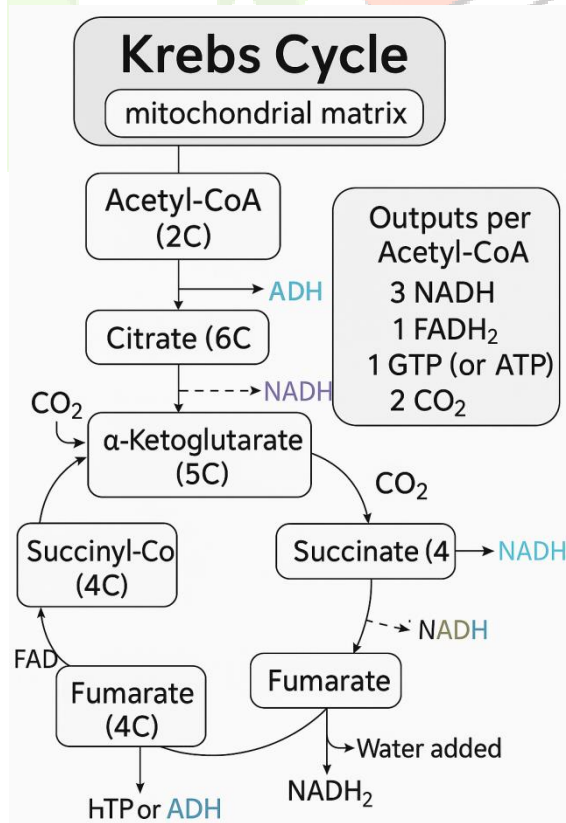 Krebs Cycle
mitochondrial matrix
Acetyl-CoA
(2C)
ADH
Citrate (6C
NADH
CO₂
α-Ketoglutarate
(5C)
CO₂
Outputs per
Acetyl-CoA
3 NADH
1 FADH₂
1 GTP (or ATP)
2 CO₂
Succinyl-Co
(4C)
Succinate (4
NADH
NADH
FAD
Fumarate
(4C)
Fumarate
Water added
NADH₂
hTP or ADH